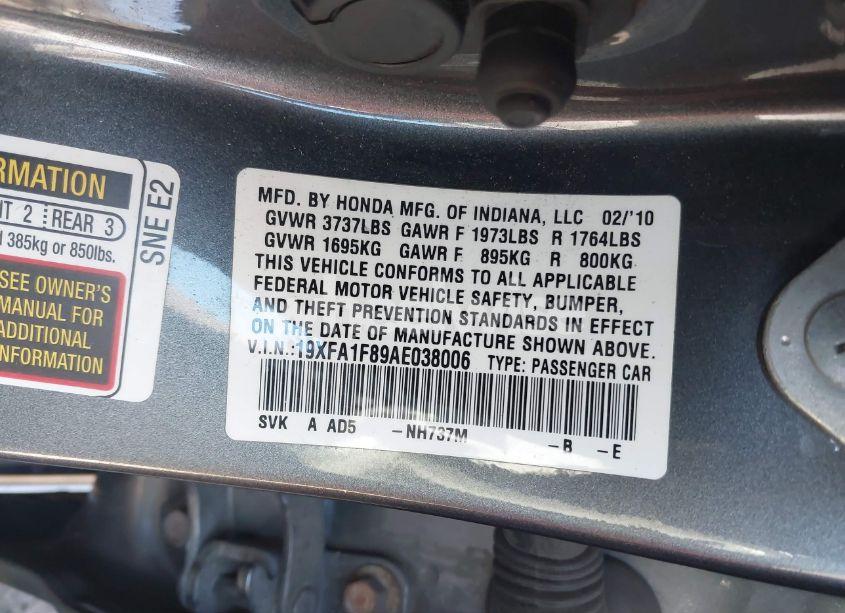 RMATION
2 REAR 3
385kg or 850lbs.
SEE OWNER'S
MANUAL FOR
ADDITIONAL
INFORMATION
SNE E2
MFD. BY HONDA MFG. OF INDIANA, LLC 02/'10
GVWR 3737LBS GAWR F 1973LBS R 1764LBS
GVWR 1695KG GAWR F 895KG R 800KG
THIS VEHICLE CONFORMS TO ALL APPLICABLE
FEDERAL MOTOR VEHICLE SAFETY, BUMPER,
AND THEFT PREVENTION STANDARDS IN EFFECT
ON THE DATE OF MANUFACTURE SHOWN ABOVE.
V.I.N.:19XFA1F89AE038006 TYPE: PASSENGER CAR
SVK A AD5 -NH737M -B -E